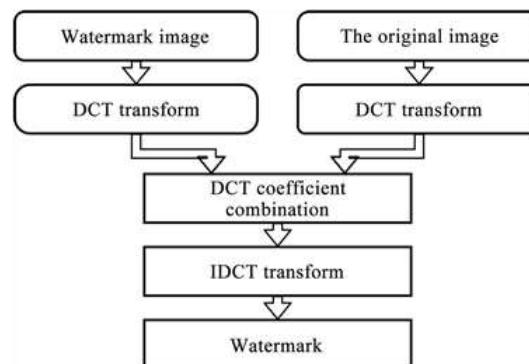 Watermark image
The original image
DCT transform
DCT transform
DCT coefficient
combination
IDCT transform
Watermark